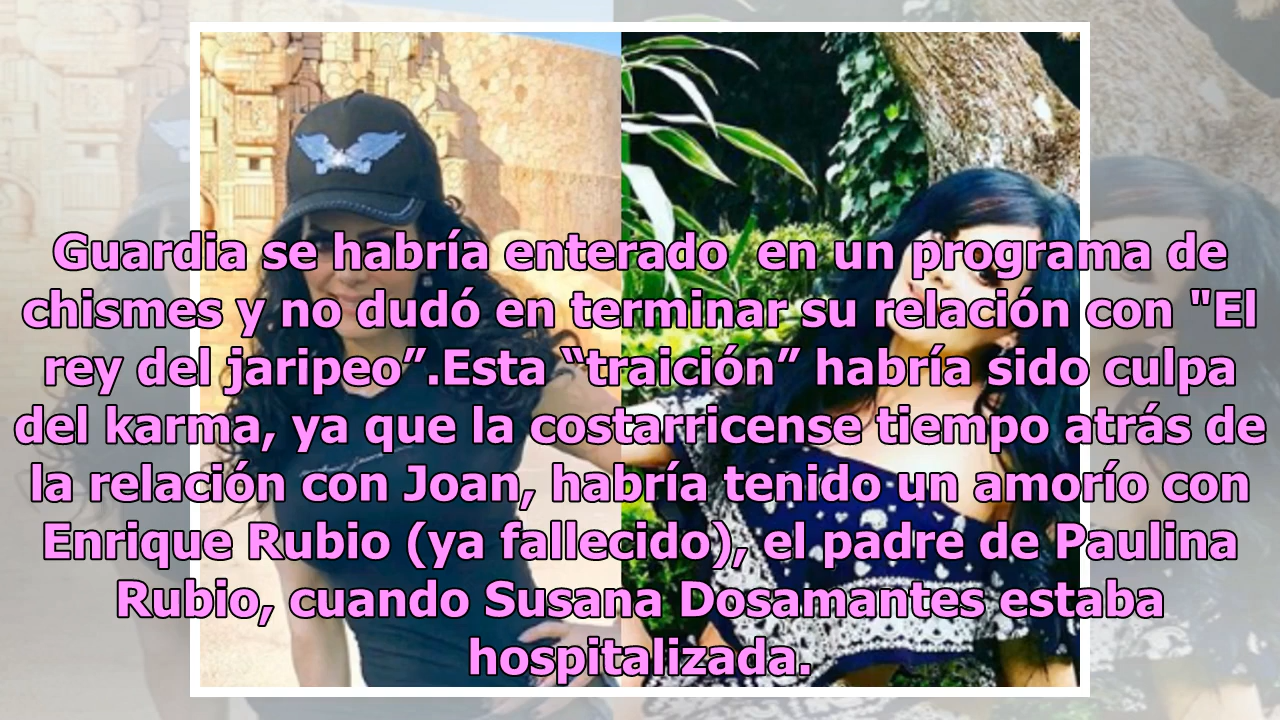 Guardia se habría enterado  en un programa de
chismes y no dudó en terminar su relación con "El
rey del jaripeo”.Esta “traición” habría sido culpa
del karma, ya que la costarricense tiempo atrás de
la relación con Joan, habría tenido un amorío con
Enrique Rubio (ya fallecido), el padre de Paulina
Rubio, cuando Susana Dosamantes estaba
hospitalizada.